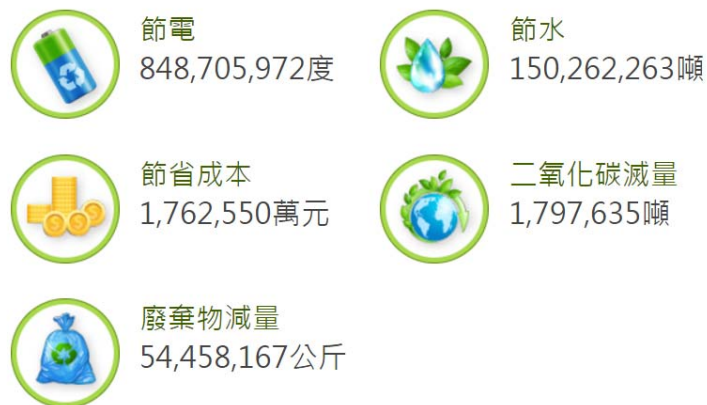 節電
848,705,972度
節水
150,262,263噸
節省成本
1,762,550萬元
二氧化碳減量
1,797,635噸
廢棄物減量
54,458,167公斤